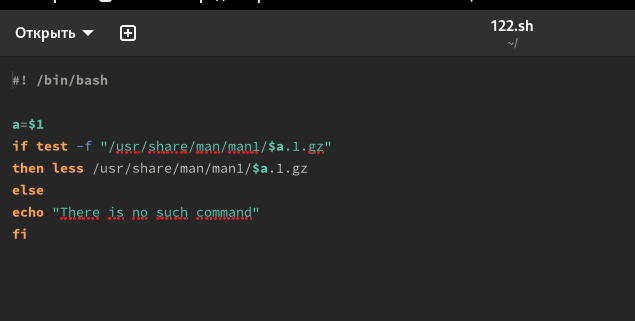 Открыть
122.sh
~/
#! /bin/bash
a=$1
if test -f "/usr/share/man/man1/$a.1.gz"
then less /usr/share/man/man1/$a.1.gz
else
echo "There is no such command"
fi